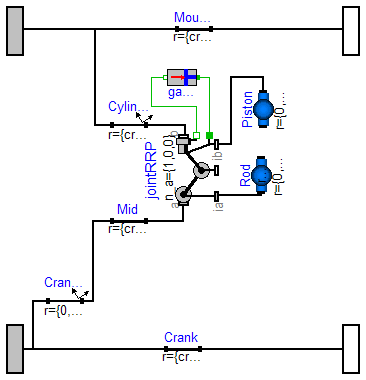 Mou...
r={cr...
ga...
Cylin...
r={cr...
Piston
r={0,...
jointRRP
n_a={1,0,0}
b
ib
Rod
r={0,...
ia
a
Mid
r={cr...
Cran...
r={0,...
Crank
r={cr...